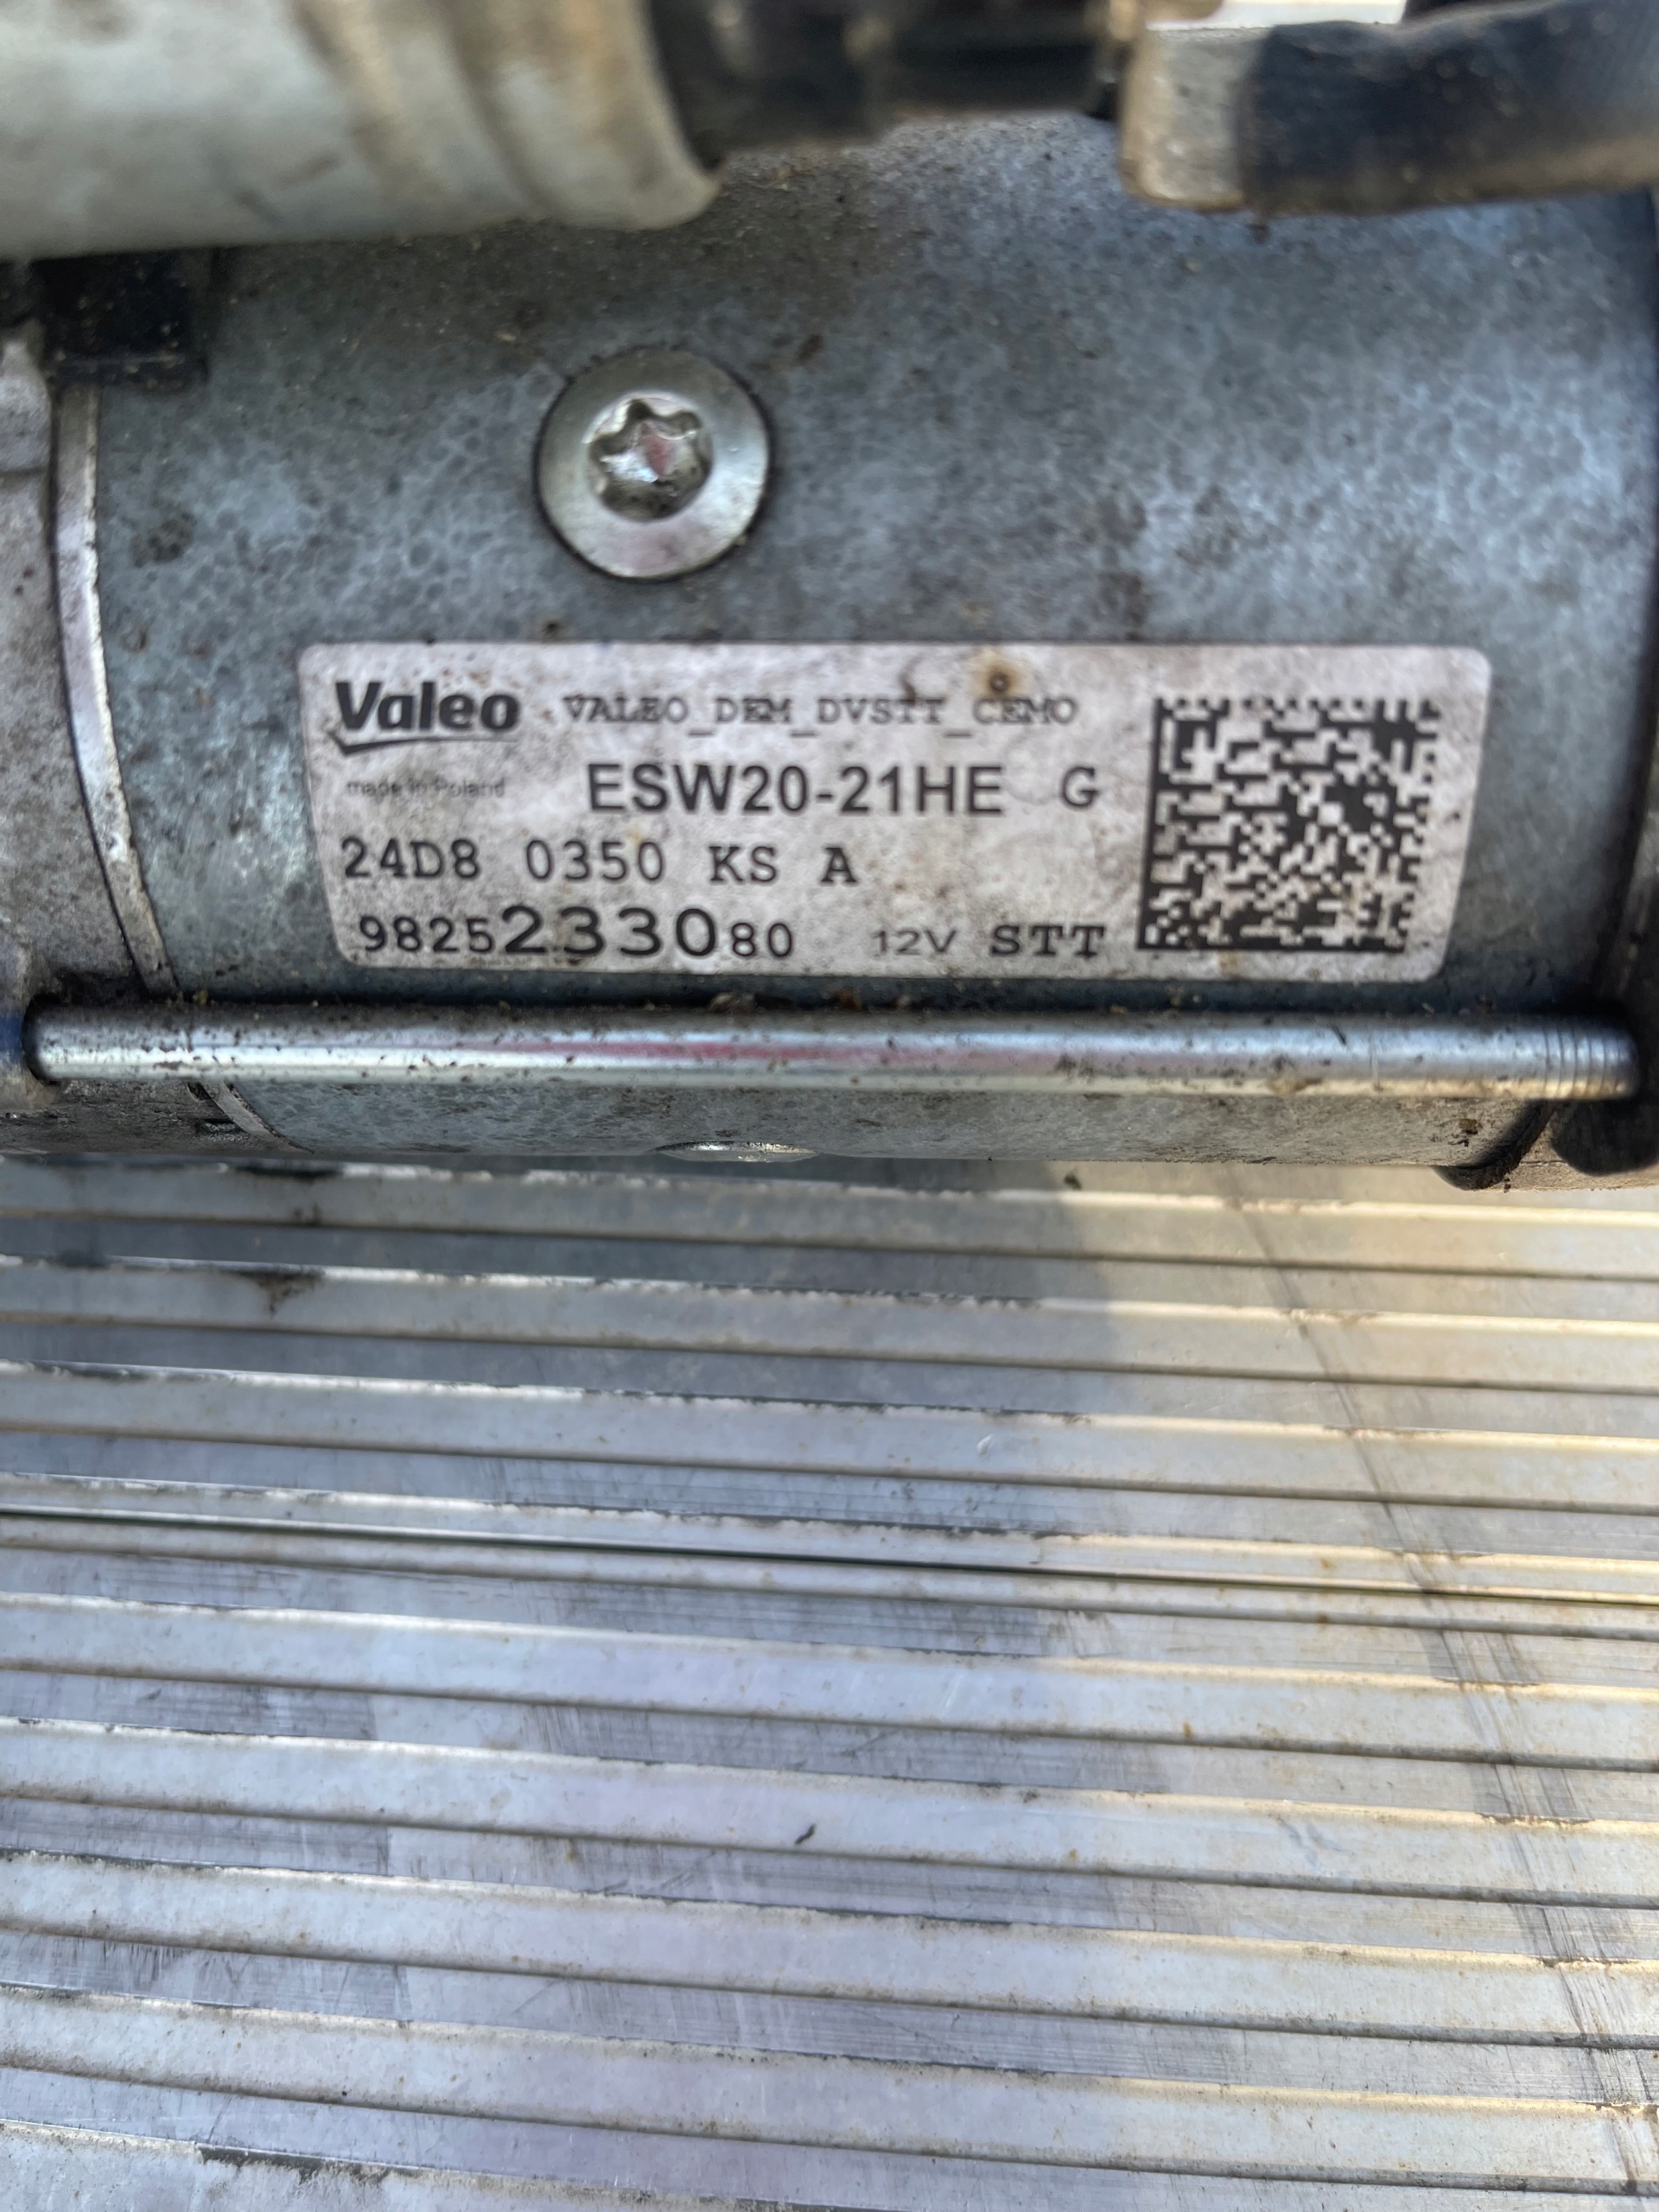 Valeo VALEO_DEM_DVSTT_CEMO
made in Poland ESW20-21HE G
24D8 0350 KS A
9825233080 12V STT